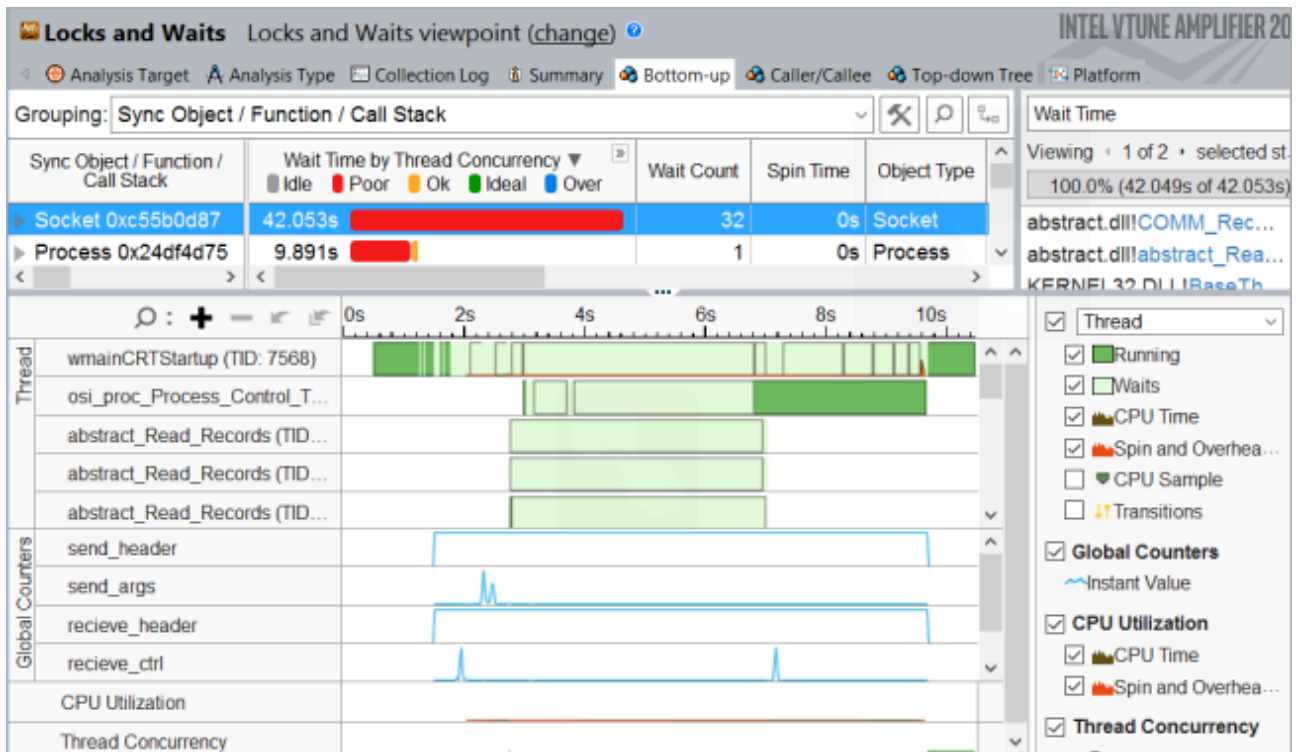 Locks and Waits Locks and Waits viewpoint (change) ?
INTEL VTUNE AMPLIFIER 20
Analysis Target Analysis Type Collection Log Summary Bottom-up Caller/Callee Top-down Tree Platform
Grouping: Sync Object / Function / Call Stack
Wait Time
Sync Object / Function / Call Stack
Wait Time by Thread Concurrency ▼
Idle Poor Ok Ideal Over
Wait Count
Spin Time
Object Type
Viewing 1 of 2 selected st.
100.0% (42.049s of 42.053s)
Socket 0xc55b0d87 42.053s 32 0s Socket
Process 0x24df4d75 9.891s 1 0s Process
abstract.dll!COMM_Rec...
abstract.dll!abstract_Rea...
KERNEL32.DLL!BaseTh
0s 2s 4s 6s 8s 10s
Thread
wmainCRTStartup (TID: 7568)
osi_proc_Process_Control_T...
abstract_Read_Records (TID...
abstract_Read_Records (TID...
abstract_Read_Records (TID...
Global Counters
send_header
send_args
recieve_header
recieve_ctrl
CPU Utilization
Thread Concurrency
Thread
Running
Waits
CPU Time
Spin and Overhea...
CPU Sample
Transitions
Global Counters
Instant Value
CPU Utilization
CPU Time
Spin and Overhea...
Thread Concurrency